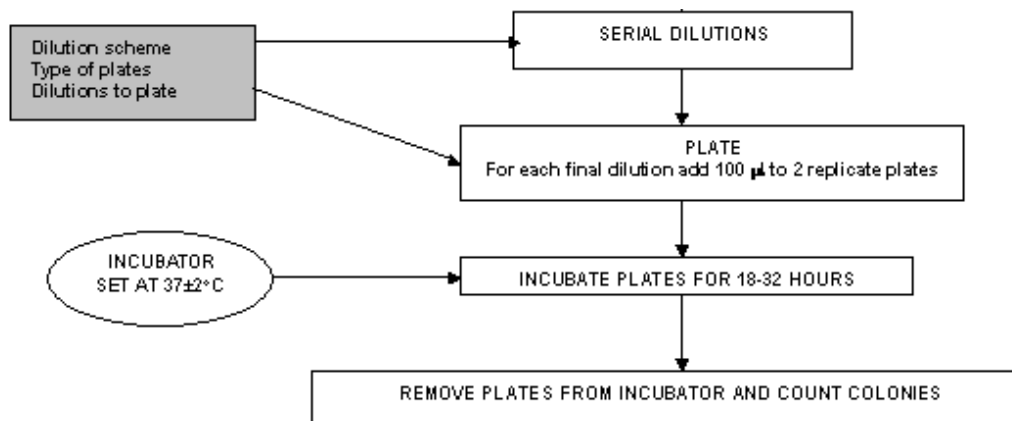 SERIAL DILUTIONS
Dilution scheme
Type of plates
Dilutions to plate
PLATE
For each final dilution add 100 µl to 2 replicate plates
INCUBATOR
SET AT 37±2°C
INCUBATE PLATES FOR 18-32 HOURS
REMOVE PLATES FROM INCUBATOR AND COUNT COLONIES